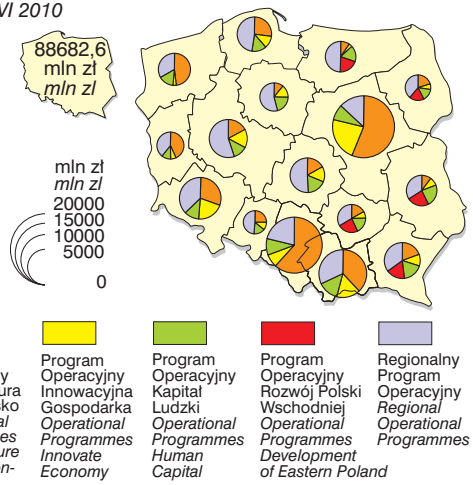 VI 2010
88682,6
mln zł
mln zl
mln zł
mln zl
20000
15000
10000
5000
0
Program
Operacyjny
Innowacyjna
Gospodarka
Operational
Programmes
Innovate
Economy
Program
Operacyjny
Kapitał
Ludzki
Operational
Programmes
Human
Capital
Program
Operacyjny
Rozwój Polski
Wschodniej
Operational
Programmes
Development
of Eastern Poland
Regionalny
Program
Operacyjny
Regional
Operational
Programmes